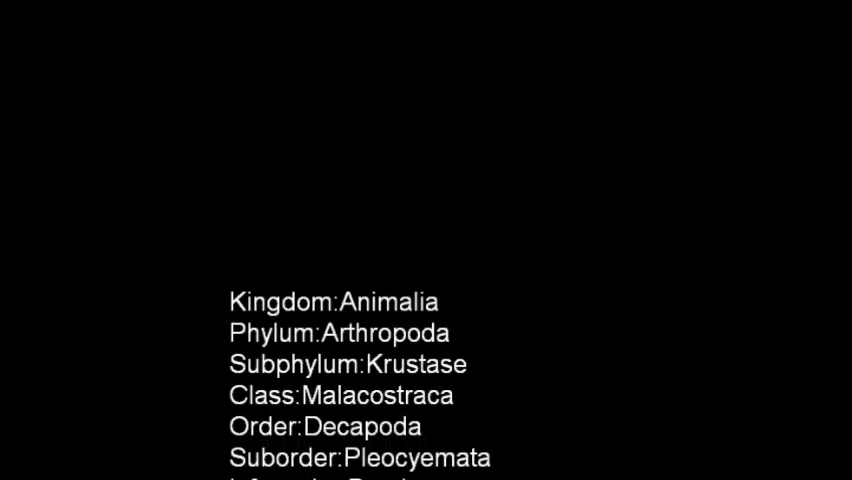 Kingdom:Animalia
Phylum:Arthropoda
Subphylum:Krustase
Class:Malacostraca
Order:Decapoda
Suborder:Pleocyemata